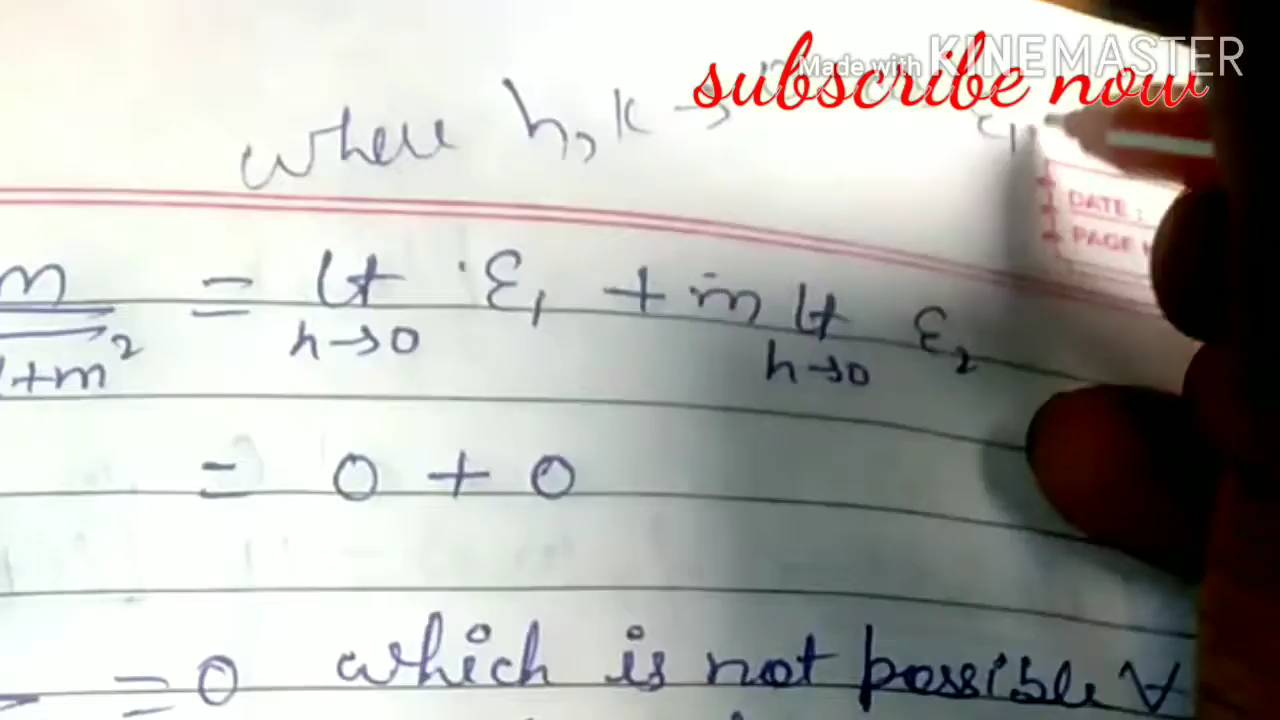 Made with KINEMASTER
subscribe now
where h, k →
DATE :
PAGE
m/1+m² = lt h→0 ε₁ + m lt h→0 ε₂
= 0 + 0
= 0 which is not possible ∀